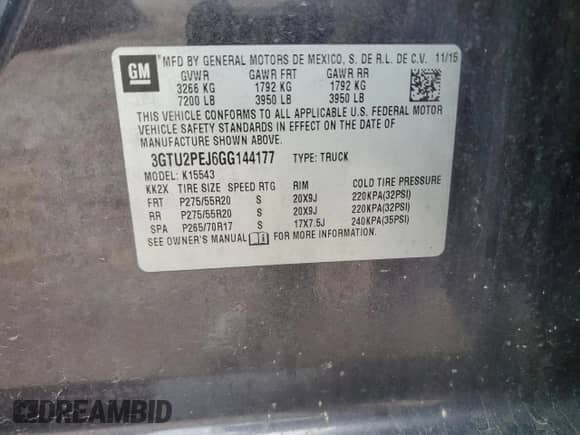 GM
MFD BY GENERAL MOTORS DE MEXICO, S. DE R.L. DE C.V. 11/15
GVWR GAWR FRT GAWR RR
3266 KG 1792 KG 1792 KG
7200 LB 3950 LB 3950 LB
THIS VEHICLE CONFORMS TO ALL APPLICABLE U.S. FEDERAL MOTOR
VEHICLE SAFETY STANDARDS IN EFFECT ON THE DATE OF
MANUFACTURE SHOWN ABOVE.
3GTU2PEJ6GG144177 TYPE: TRUCK
MODEL: K15543
KK2X TIRE SIZE SPEED RTG RIM COLD TIRE PRESSURE
FRT P275/55R20 S 20X9J 220KPA(32PSI)
RR P275/55R20 S 20X9J 220KPA(32PSI)
SPA P265/70R17 S 17X7.5J 240KPA(35PSI)
SEE OWNER'S MANUAL FOR MORE INFORMATION.
DREAMBID